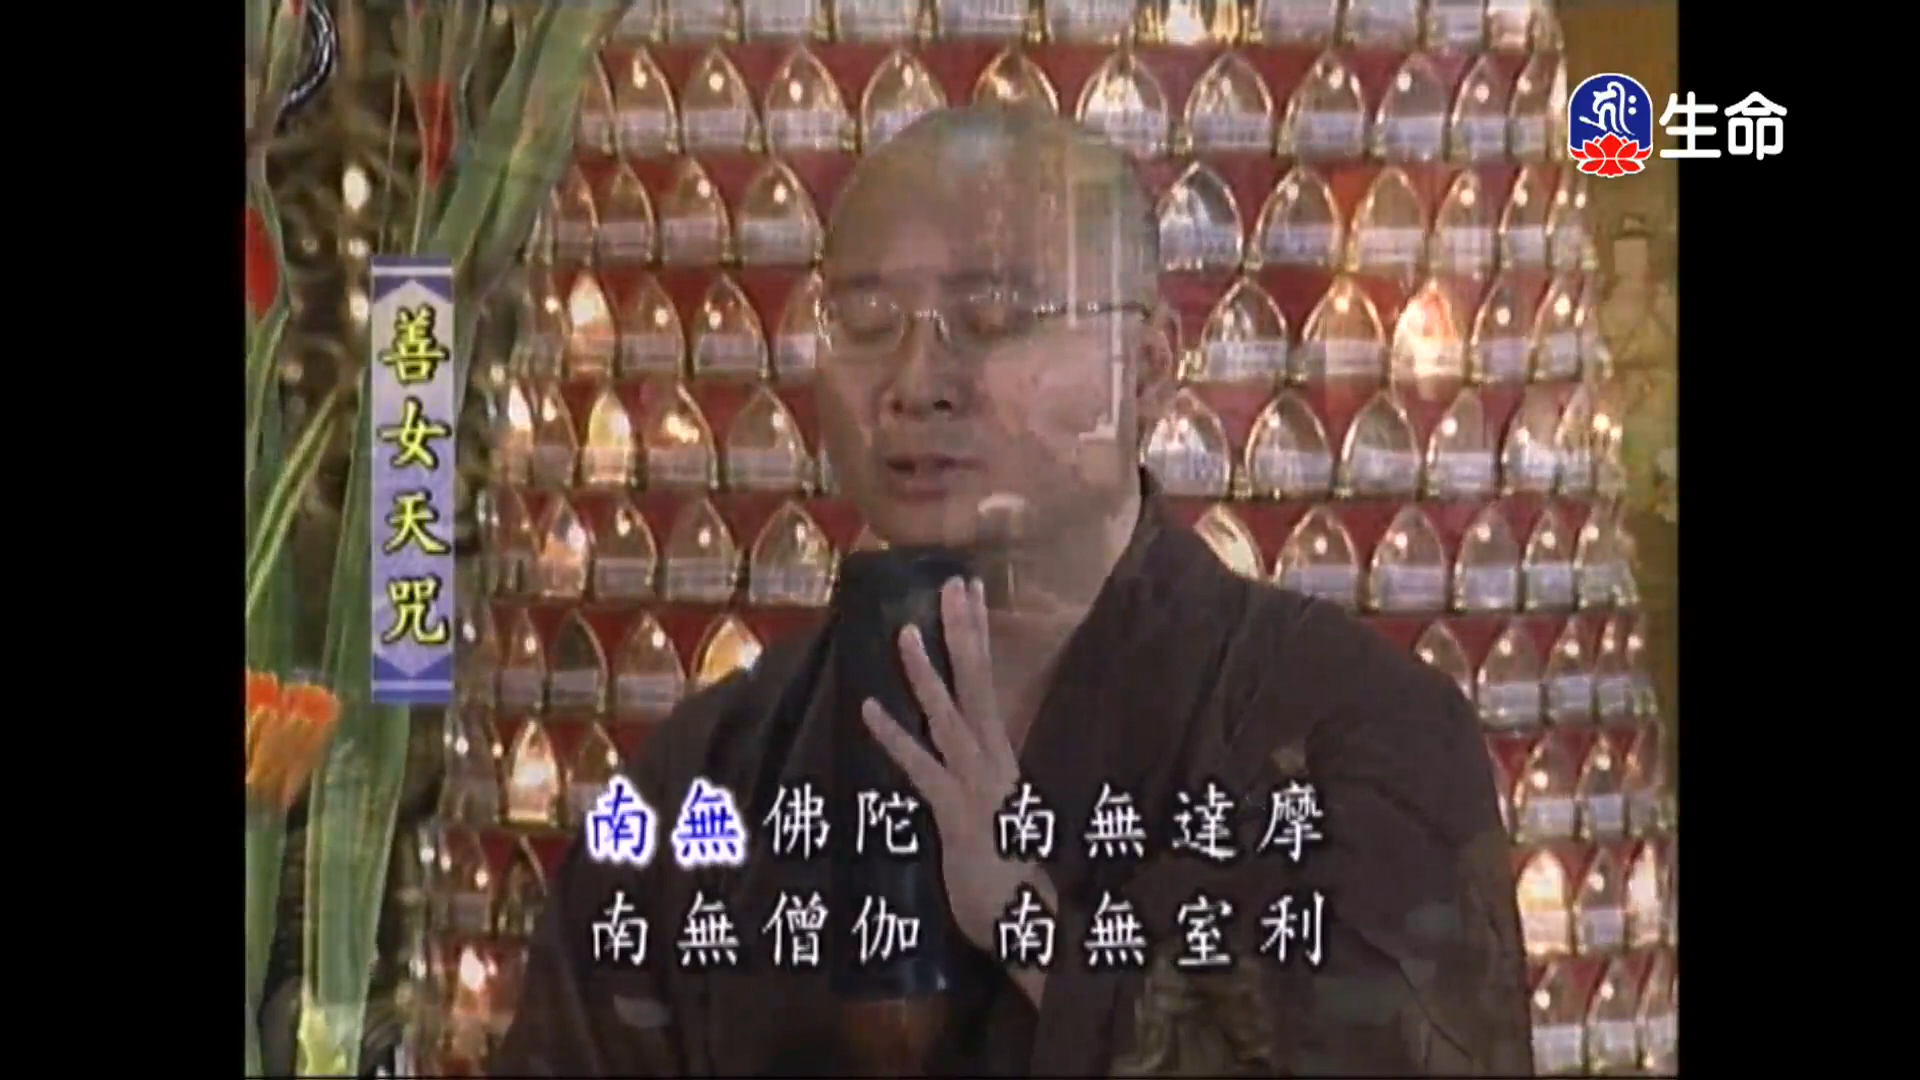 生命
善女天咒
南無佛陀 南無達摩
南無僧伽 南無室利